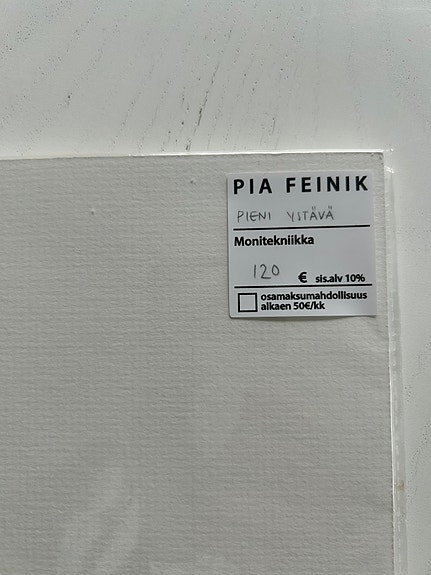 PIA FEINIK
PIENI YSTÄVÄ
Monitekniikka
120 € sis.alv 10%
osamaksumahdollisuus
alkaen 50€/kk